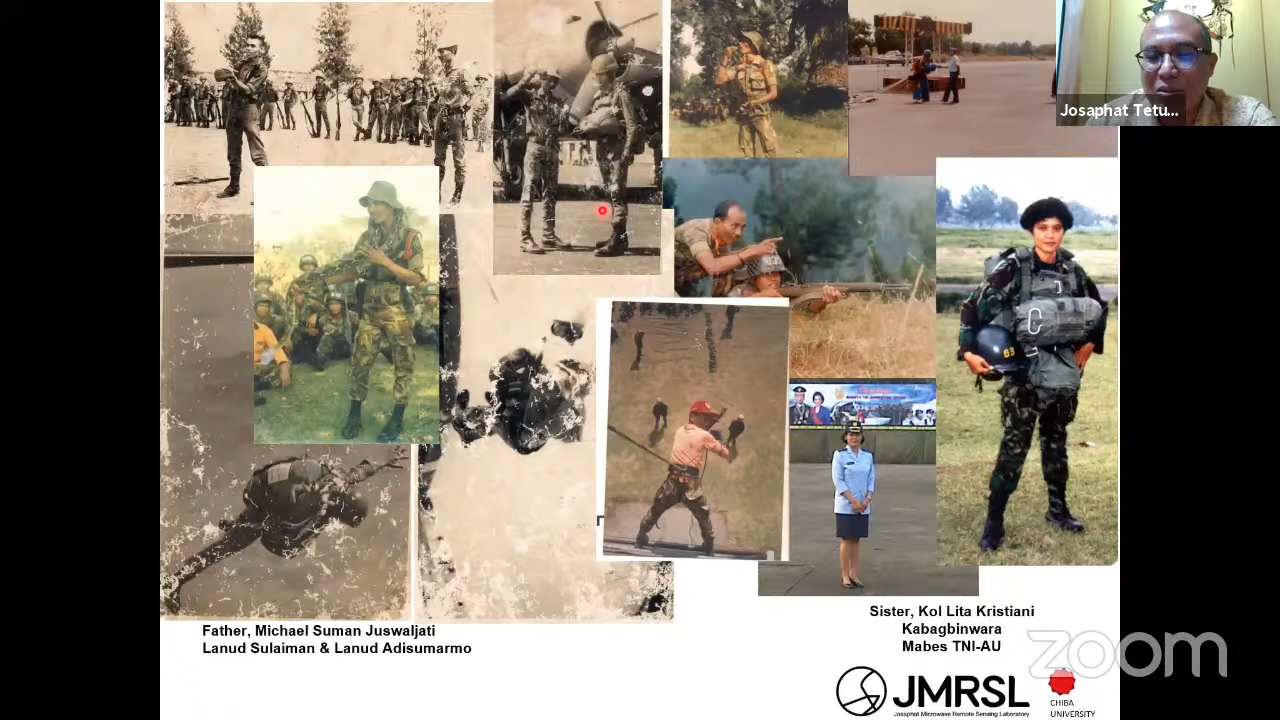 Josaphat Tetu...
63
Father, Michael Suman Juswaljati
Lanud Sulaiman & Lanud Adisumarmo
Sister, Kol Lita Kristiani
Kabagbinwara
Mabes TNI-AU
zoom
JMRSL
Josaphat Microwave Remote Sensing Laboratory
CHIBA
UNIVERSITY